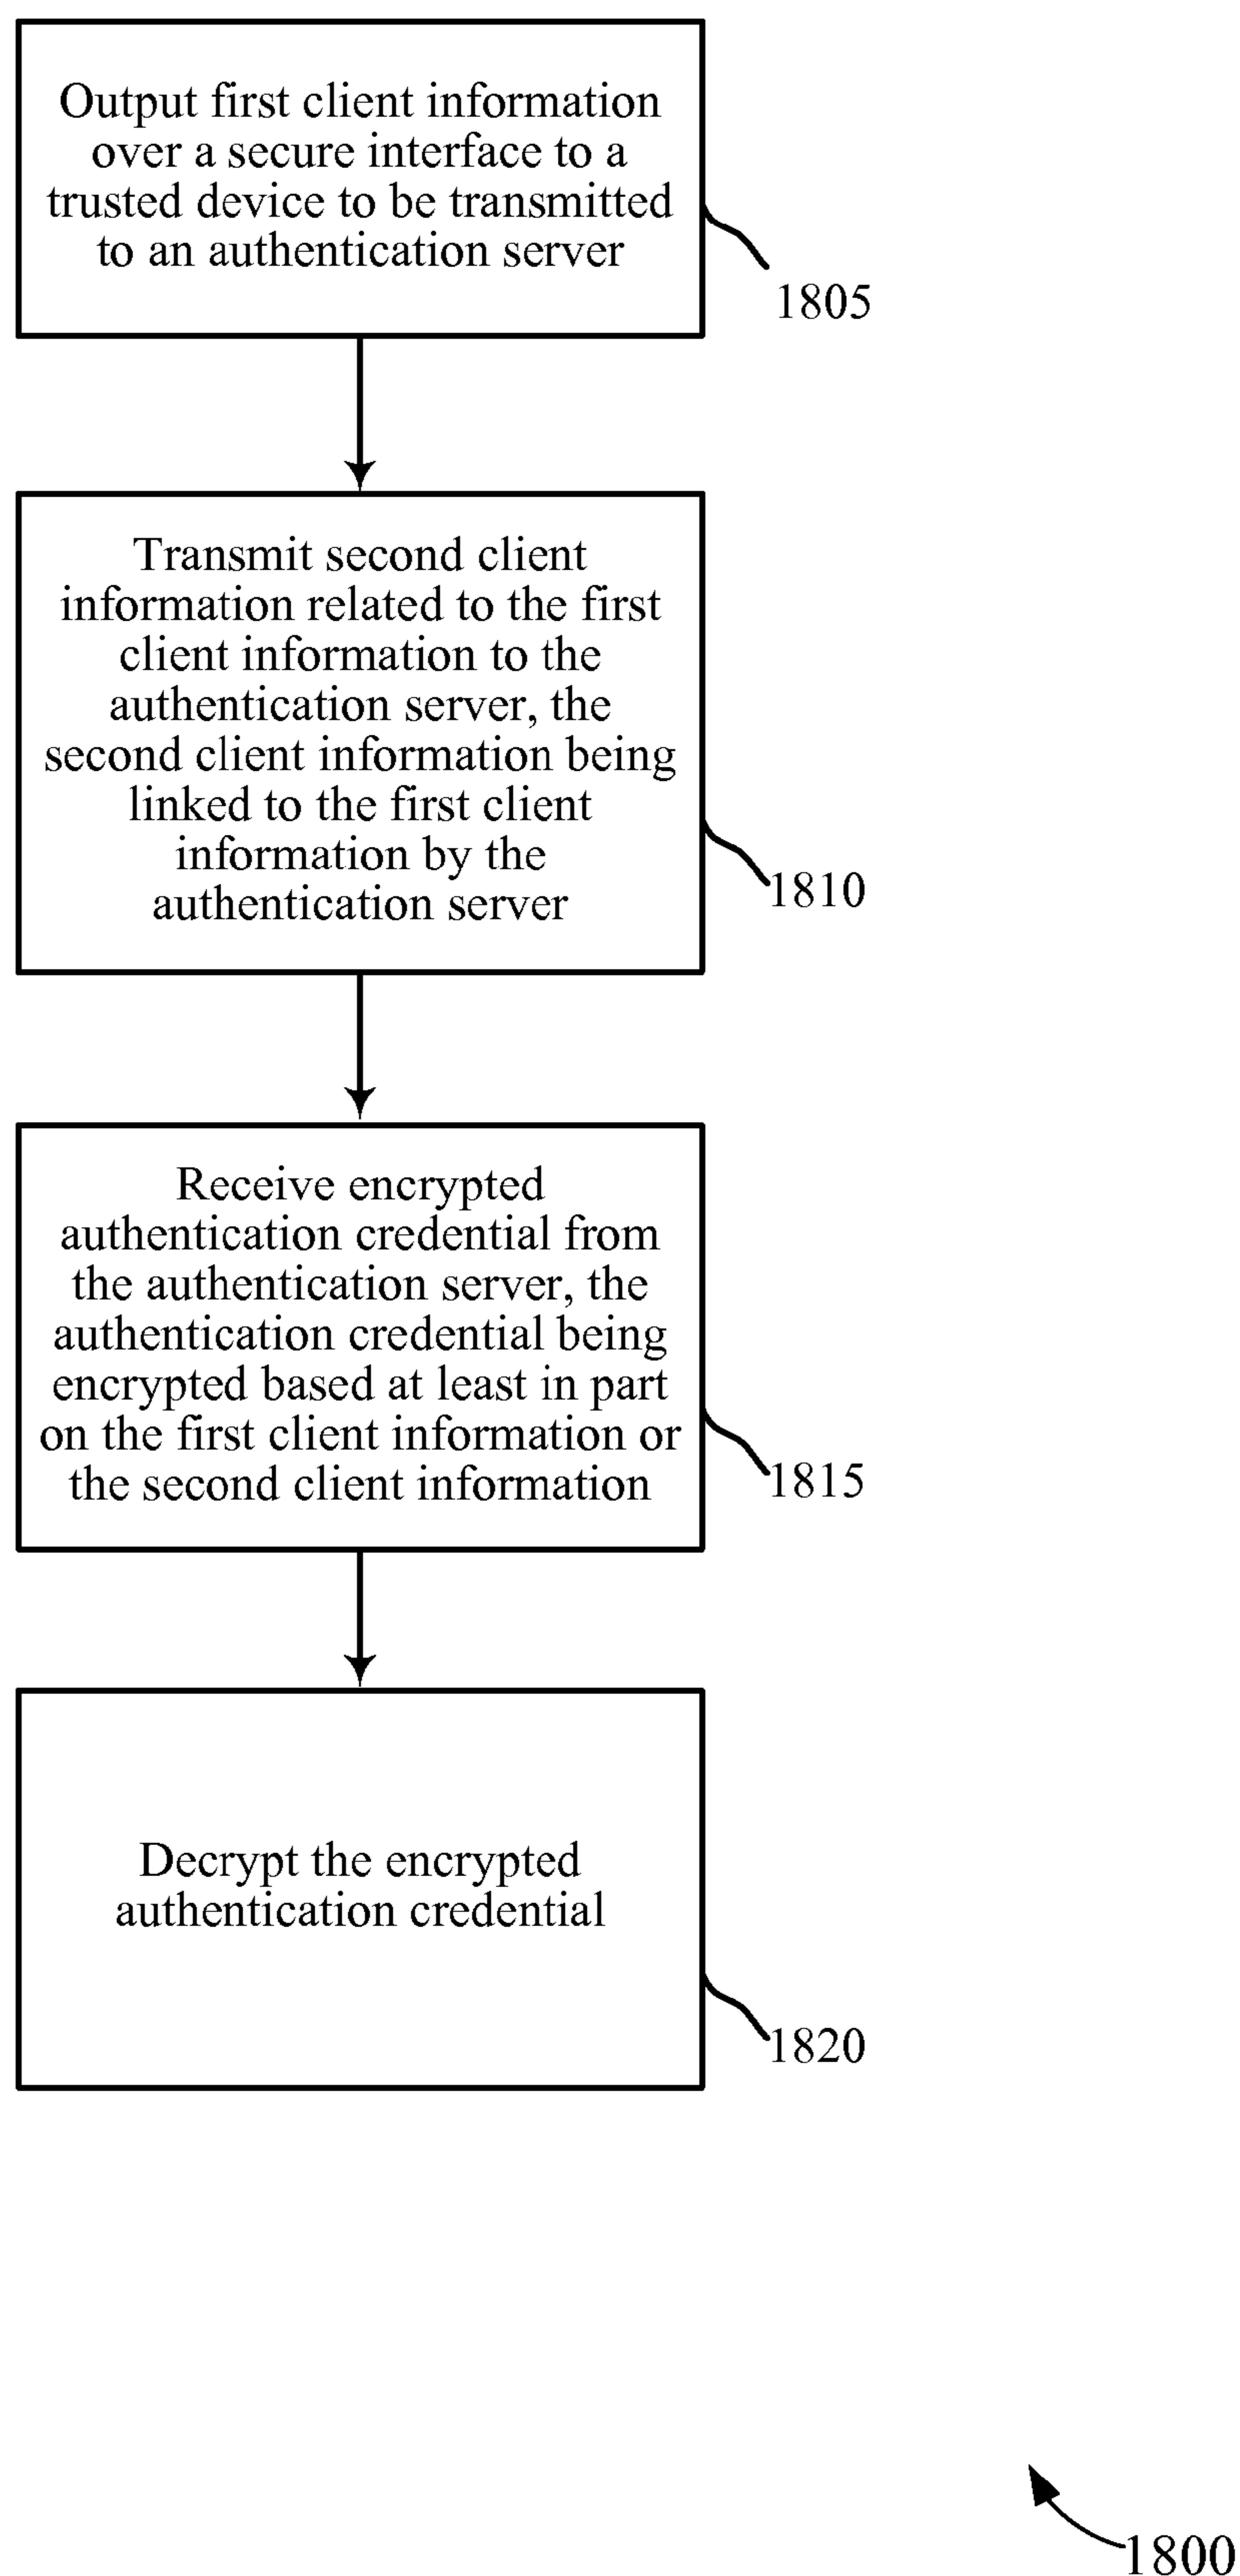 Output first client information
over a secure interface to a
trusted device to be transmitted
to an authentication server
1805
Transmit second client
information related to the first
client information to the
authentication server, the
second client information being
linked to the first client
information by the
authentication server
1810
Receive encrypted
authentication credential from
the authentication server, the
authentication credential being
encrypted based at least in part
on the first client information or
the second client information
1815
Decrypt the encrypted
authentication credential
1820
1800